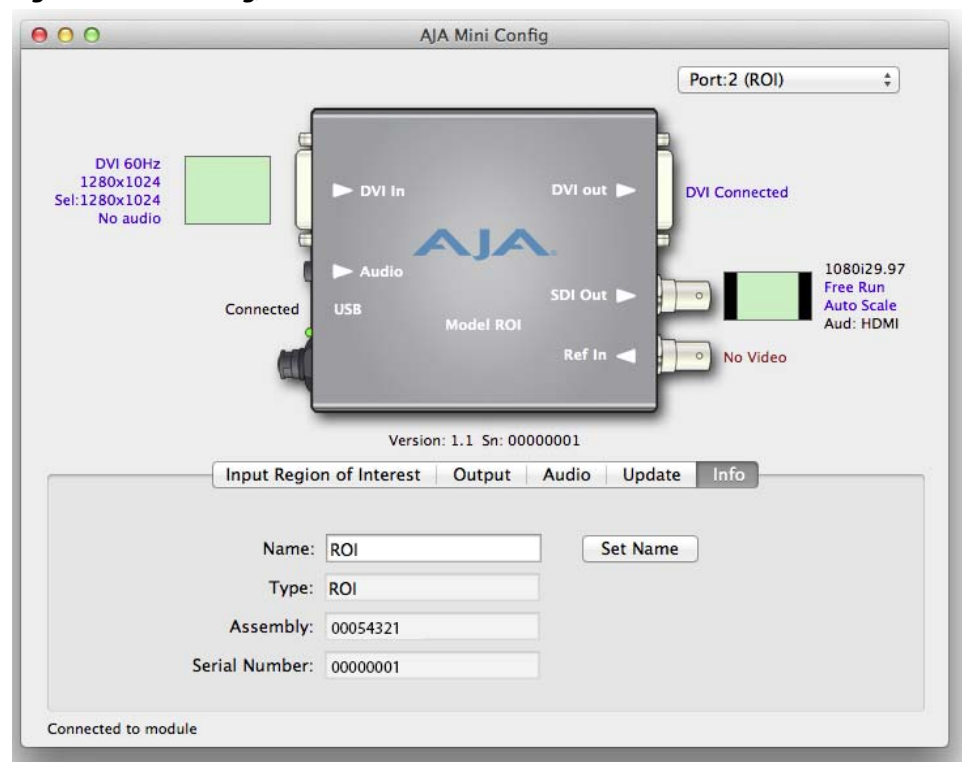 AJA Mini Config
Port:2 (ROI)
DVI 60Hz
1280x1024
Sel:1280x1024
No audio
DVI In
DVI out
DVI Connected
AJA
Audio
Connected
USB
SDI Out
1080i29.97
Free Run
Auto Scale
Aud: HDMI
Model ROI
Ref In
No Video
Version: 1.1 Sn: 00000001
Input Region of Interest Output Audio Update Info
Name: ROI Set Name
Type: ROI
Assembly: 00054321
Serial Number: 00000001
Connected to module